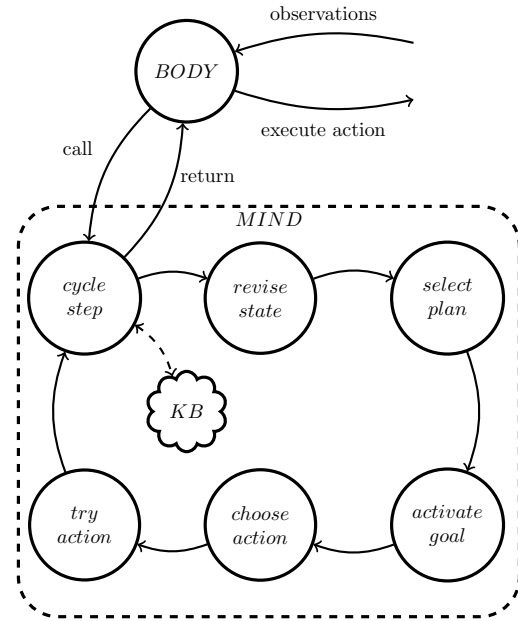 observations
BODY
execute action
call
return
MIND
cycle
step
revise
state
select
plan
KB
try
action
choose
action
activate
goal